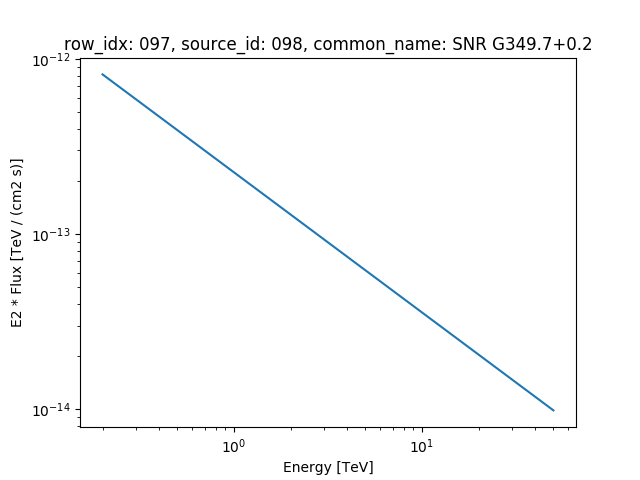 row_idx: 097, source_id: 098, common_name: SNR G349.7+0.2
10⁻¹²
10⁻¹³
10⁻¹⁴
E2 * Flux [TeV / (cm2 s)]
10⁰ 10¹
Energy [TeV]